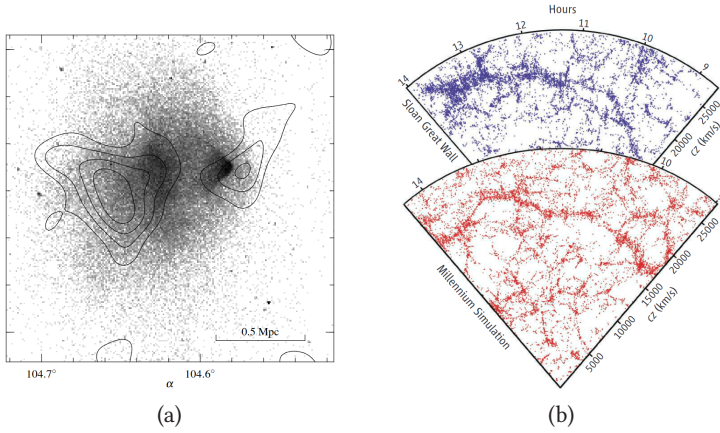 0.5 Mpc
104.7° 104.6°
α
(a)
Hours
14 13 12 11 10 9
Sloan Great Wall
20000 25000
cz (km/s)
14 10
Millennium Simulation
5000 10000 15000 20000 25000
cz (km/s)
(b)